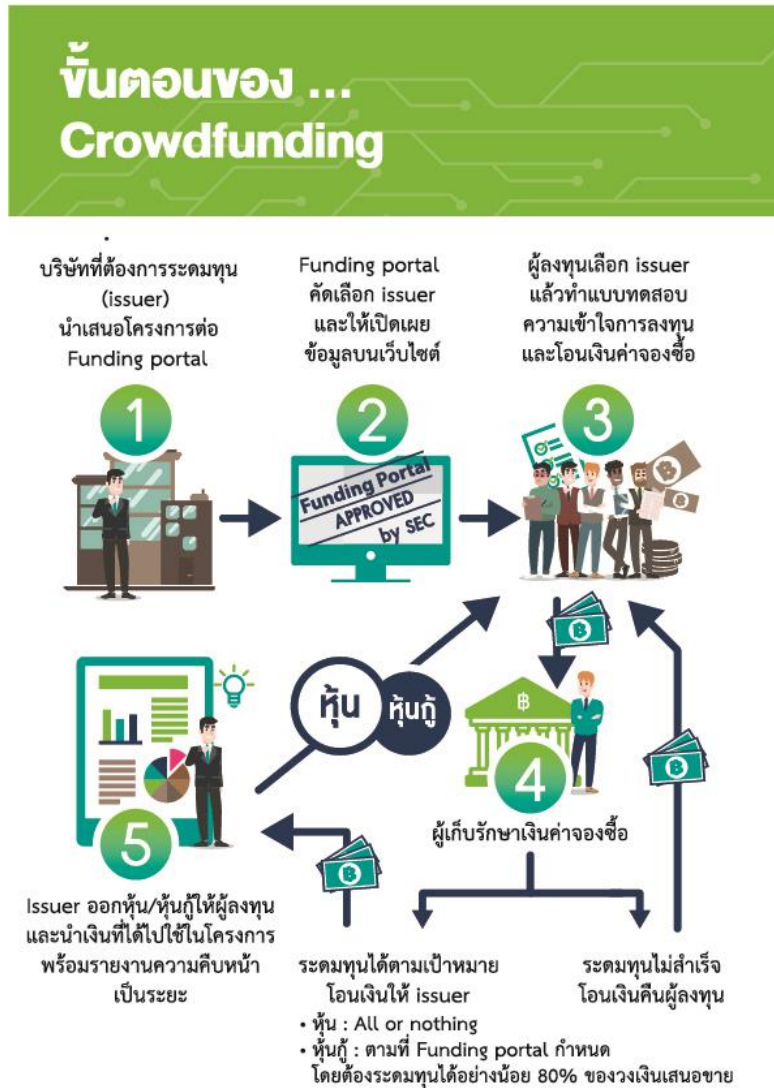 ขั้นตอนของ ...
Crowdfunding
บริษัทที่ต้องการระดมทุน
(issuer)
นำเสนอโครงการต่อ
Funding portal
Funding portal
คัดเลือก issuer
และให้เปิดเผย
ข้อมูลบนเว็บไซต์
ผู้ลงทุนเลือก issuer
แล้วทำแบบทดสอบ
ความเข้าใจการลงทุน
และโอนเงินค่าจองซื้อ
1
2
3
Funding Portal
APPROVED
by SEC
฿
หุ้น
หุ้นกู้
฿
4
ผู้เก็บรักษาเงินค่าจองซื้อ
5
Issuer ออกหุ้น/หุ้นกู้ให้ผู้ลงทุน
และนำเงินที่ได้ไปใช้ในโครงการ
พร้อมรายงานความคืบหน้า
เป็นระยะ
ระดมทุนได้ตามเป้าหมาย
โอนเงินให้ issuer
• หุ้น : All or nothing
• หุ้นกู้ : ตามที่ Funding portal กำหนด
โดยต้องระดมทุนได้อย่างน้อย 80% ของวงเงินเสนอขาย
ระดมทุนไม่สำเร็จ
โอนเงินคืนผู้ลงทุน